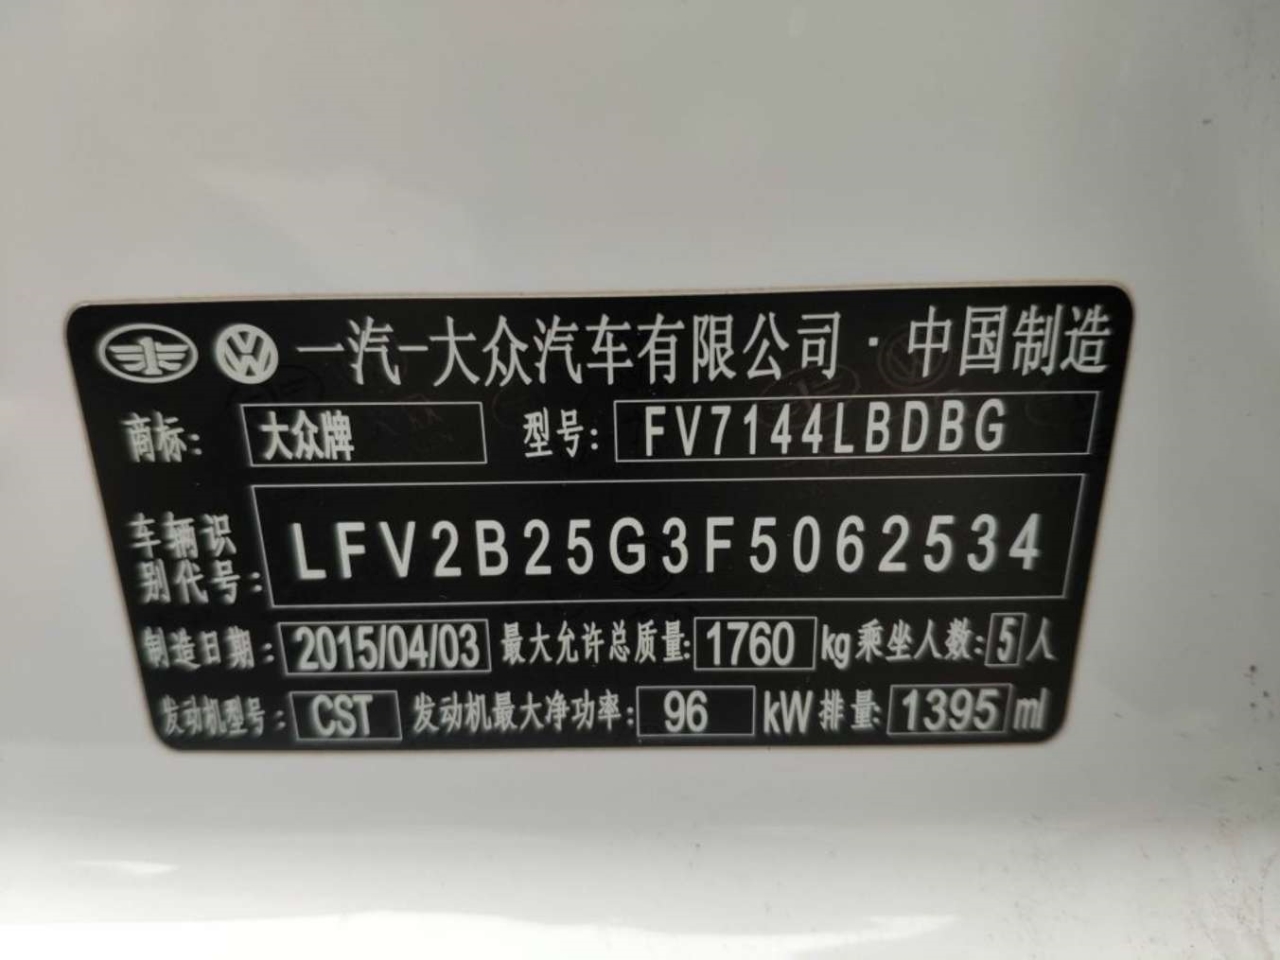 一汽-大众汽车有限公司·中国制造
商标: 大众牌 型号: FV7144LBDBG
车辆识别代号: LFV2B25G3F5062534
制造日期: 2015/04/03 最大允许总质量: 1760 kg 乘坐人数: 5 人
发动机型号: CST 发动机最大净功率: 96 kW 排量: 1395 ml